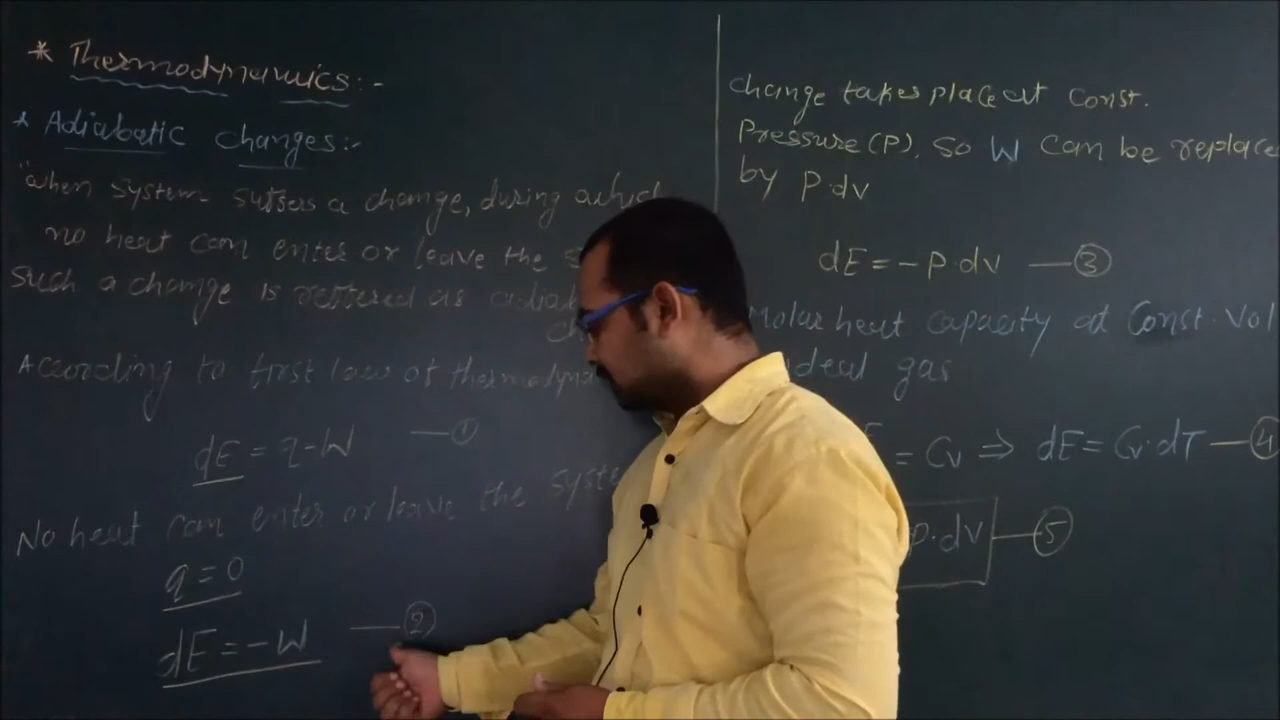 * Thermodynamics:-
* Adiabatic changes:-
"when system suffers a change, during which
no heat can enter or leave the
such a change is reffered as
According to first law of
dE = q-W —①
No heat can enter or leave the
q = 0
dE = -W —②
change takes place at Const.
Pressure(P), so W can be replace
by P.dv
dE = -P.dv —③
Molar heat capacity at Const. Vol
ideal gas
= Cv ⇒ dE = Cv.dT —④
P.dv —⑤